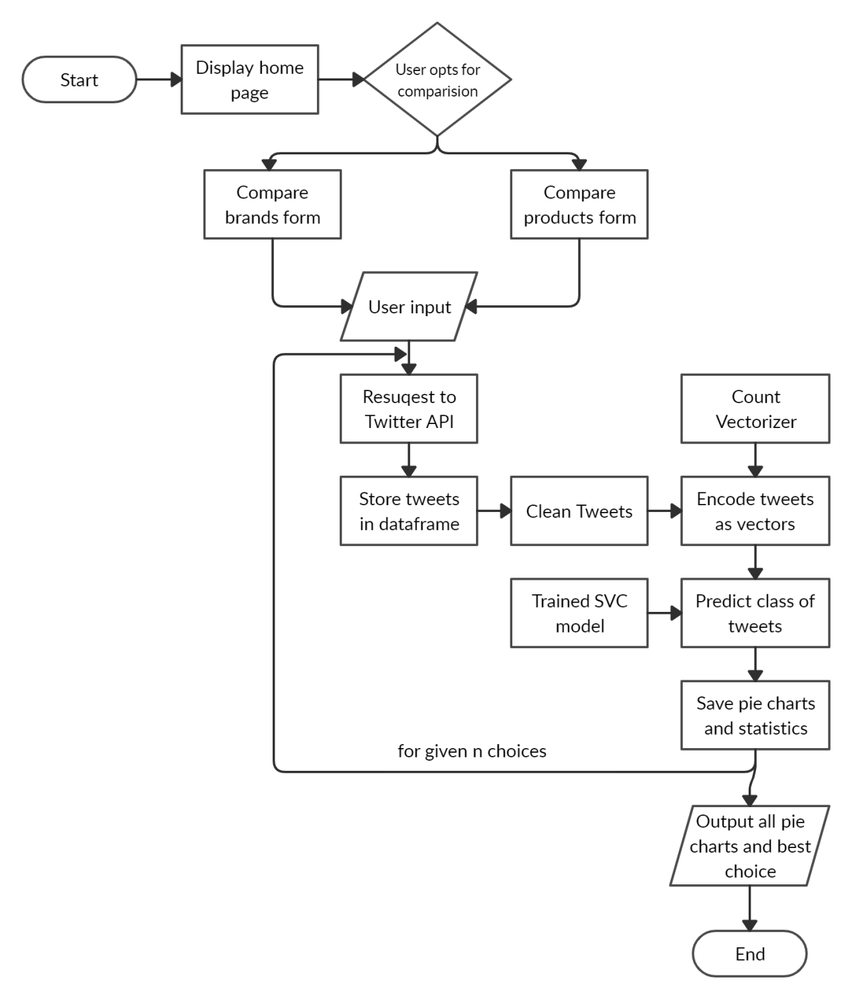 Start
Display home
page
User opts for
comparision
Compare
brands form
Compare
products form
User input
Resuqest to
Twitter API
Count
Vectorizer
Store tweets
in dataframe
Clean Tweets
Encode tweets
as vectors
Trained SVC
model
Predict class of
tweets
Save pie charts
and statistics
for given n choices
Output all pie
charts and best
choice
End